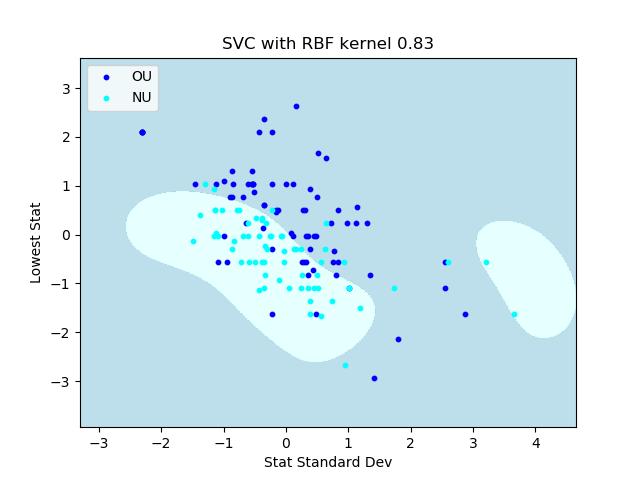 SVC with RBF kernel 0.83
OU
NU
3
2
1
0
−1
−2
−3
Lowest Stat
−3 −2 −1 0 1 2 3 4
Stat Standard Dev